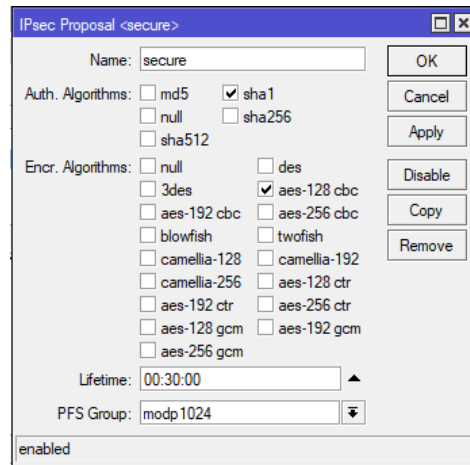 IPsec Proposal <secure>
Name: secure
OK
Auth. Algorithms: md5 sha1
Cancel
null sha256
Apply
sha512
Encr. Algorithms: null des
Disable
3des aes-128 cbc
Copy
aes-192 cbc aes-256 cbc
blowfish twofish
Remove
camellia-128 camellia-192
camellia-256 aes-128 ctr
aes-192 ctr aes-256 ctr
aes-128 gcm aes-192 gcm
aes-256 gcm
Lifetime: 00:30:00
PFS Group: modp1024
enabled